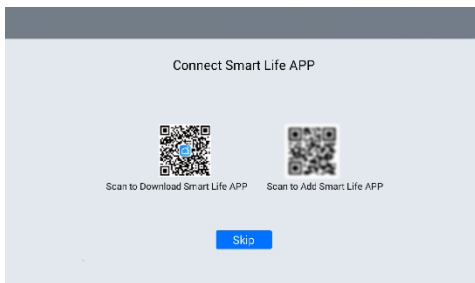 Connect Smart Life APP
Scan to Download Smart Life APP
Scan to Add Smart Life APP
Skip